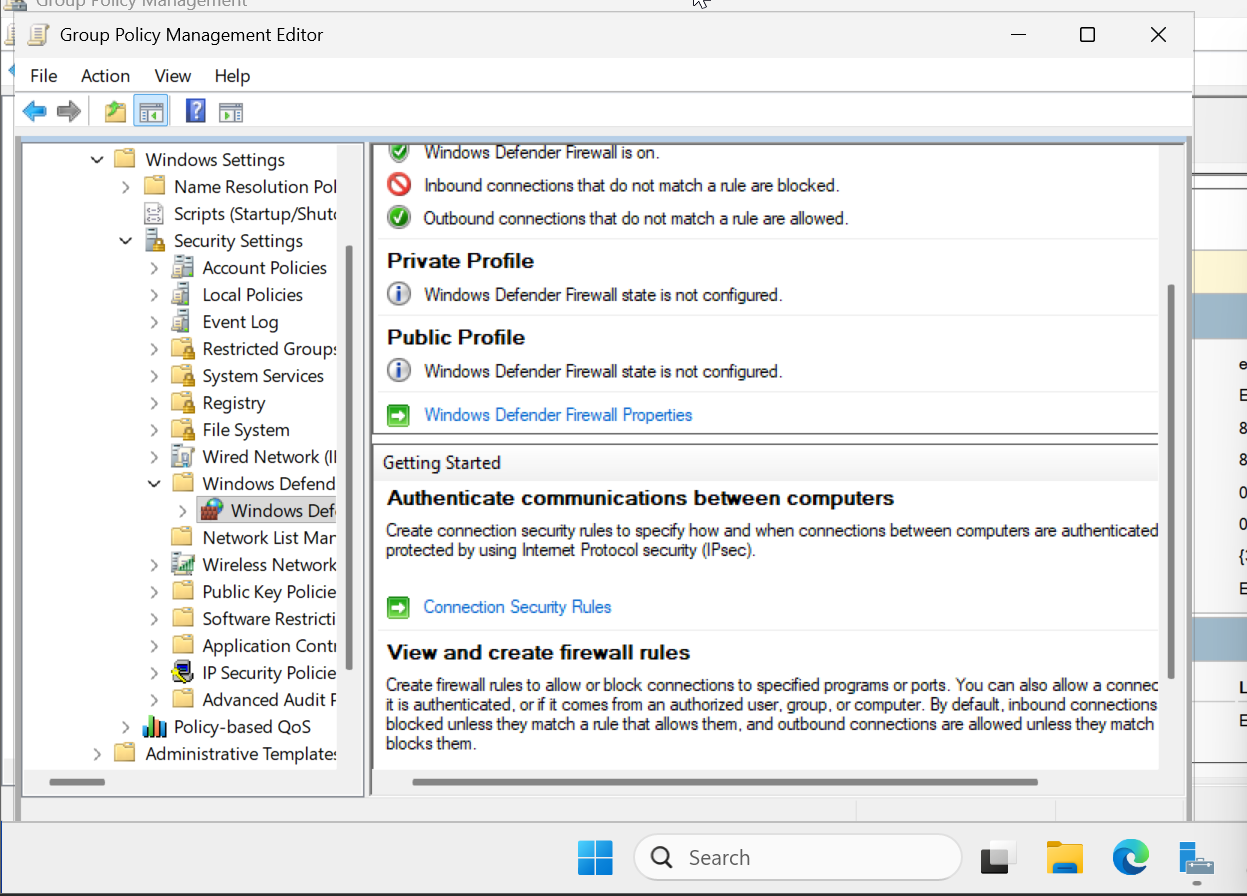 Group Policy Management
Group Policy Management Editor
File Action View Help
Windows Settings
Name Resolution Pol
Scripts (Startup/Shut
Security Settings
Account Policies
Local Policies
Event Log
Restricted Groups
System Services
Registry
File System
Wired Network (I
Windows Defend
Windows Def
Network List Man
Wireless Network
Public Key Policie
Software Restricti
Application Cont
IP Security Policie
Advanced Audit P
Policy-based QoS
Administrative Templates
Windows Defender Firewall is on.
Inbound connections that do not match a rule are blocked.
Outbound connections that do not match a rule are allowed.
Private Profile
Windows Defender Firewall state is not configured.
Public Profile
Windows Defender Firewall state is not configured.
Windows Defender Firewall Properties
Getting Started
Authenticate communications between computers
Create connection security rules to specify how and when connections between computers are authenticated
protected by using Internet Protocol security (IPsec).
Connection Security Rules
View and create firewall rules
Create firewall rules to allow or block connections to specified programs or ports. You can also allow a connec
it is authenticated, or if it comes from an authorized user, group, or computer. By default, inbound connections
blocked unless they match a rule that allows them, and outbound connections are allowed unless they match
blocks them.
e
E
8
8
0
0
E
L
E
Search